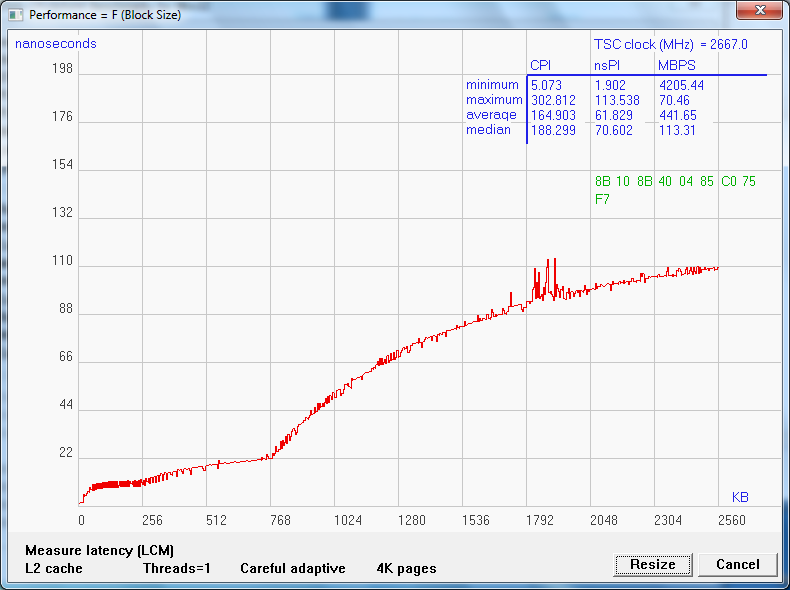 Performance = F (Block Size)
nanoseconds
TSC clock (MHz) = 2667.0
CPI nsPI MBPS
minimum 5.073 1.902 4205.44
maximum 302.812 113.538 70.46
average 164.903 61.829 441.65
median 188.299 70.602 113.31
8B 10 8B 40 04 85 C0 75
F7
198
176
154
132
110
88
66
44
22
KB
0 256 512 768 1024 1280 1536 1792 2048 2304 2560
Measure latency (LCM)
L2 cache Threads=1 Careful adaptive 4K pages
Resize Cancel